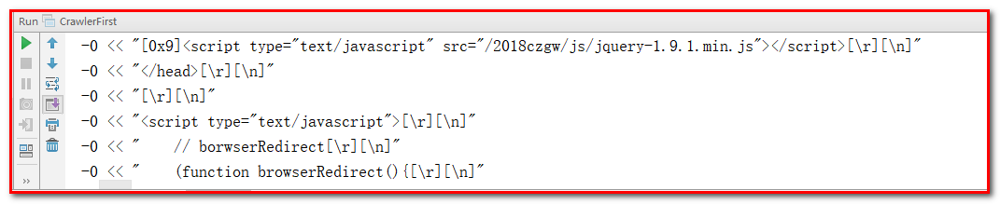 Run CrawlerFirst
-0 << "[0x9]<script type="text/javascript" src="/2018czgw/js/jquery-1.9.1.min.js"></script>[\r][\n]"
-0 << "</head>[\r][\n]"
-0 << "[\r][\n]"
-0 << "<script type="text/javascript">[\r][\n]"
-0 << "    // borwserRedirect[\r][\n]"
-0 << "    (function browserRedirect(){[\r][\n]"